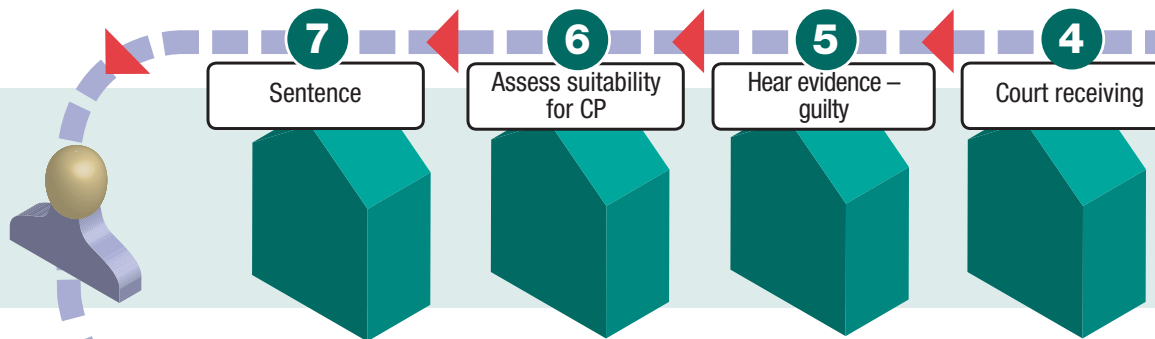 7
6
5
4
Sentence
Assess suitability
for CP
Hear evidence –
guilty
Court receiving